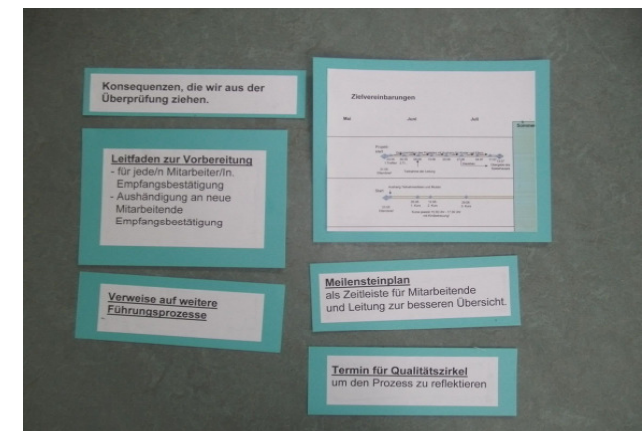 Konsequenzen, die wir aus der
Überprüfung ziehen.
Leitfaden zur Vorbereitung
- für jede/n Mitarbeiter/In.
Empfangsbestätigung
- Aushändigung an neue
Mitarbeitende
Empfangsbestätigung
Verweise auf weitere
Führungsprozesse
Zielvereinbarungen
Mai Juni Juli
Meilensteinplan
als Zeitleiste für Mitarbeitende
und Leitung zur besseren Übersicht.
Termin für Qualitätszirkel
um den Prozess zu reflektieren